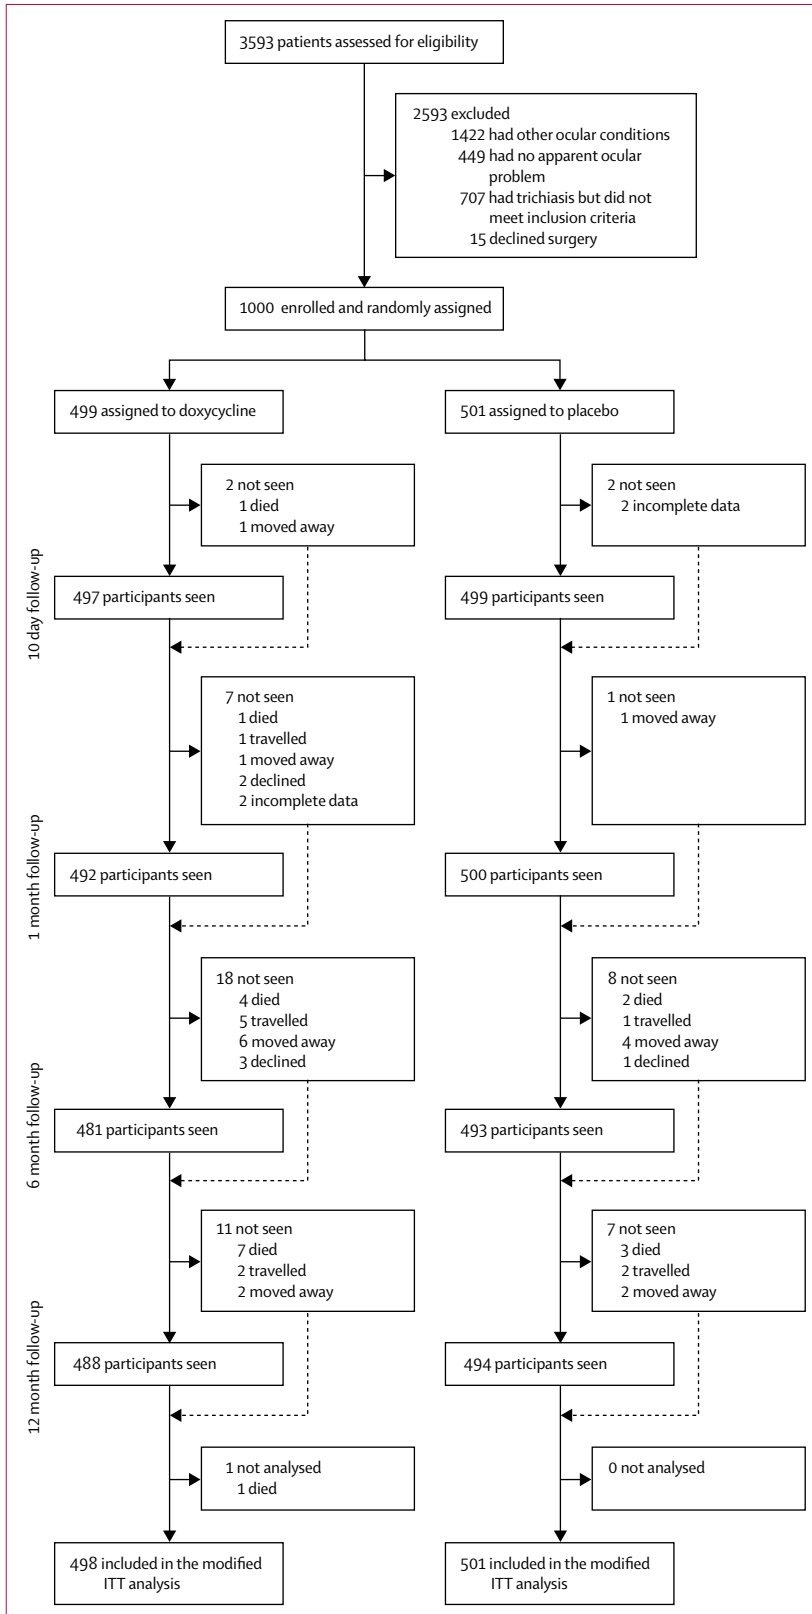 3593 patients assessed for eligibility
2593 excluded
1422 had other ocular conditions
449 had no apparent ocular
problem
707 had trichiasis but did not
meet inclusion criteria
15 declined surgery
1000 enrolled and randomly assigned
499 assigned to doxycycline
501 assigned to placebo
2 not seen
1 died
1 moved away
2 not seen
2 incomplete data
10 day follow-up
497 participants seen
499 participants seen
7 not seen
1 died
1 travelled
1 moved away
2 declined
2 incomplete data
1 not seen
1 moved away
1 month follow-up
492 participants seen
500 participants seen
18 not seen
4 died
5 travelled
6 moved away
3 declined
8 not seen
2 died
1 travelled
4 moved away
1 declined
6 month follow-up
481 participants seen
493 participants seen
11 not seen
7 died
2 travelled
2 moved away
7 not seen
3 died
2 travelled
2 moved away
12 month follow-up
488 participants seen
494 participants seen
1 not analysed
1 died
0 not analysed
498 included in the modified
ITT analysis
501 included in the modified
ITT analysis